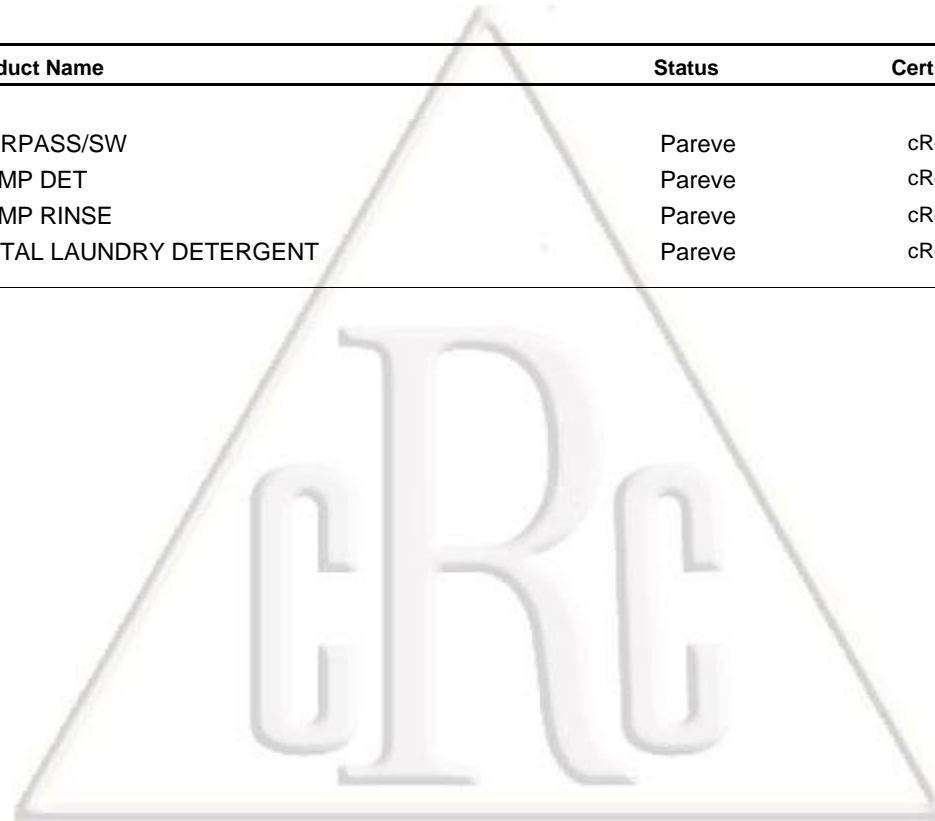 duct Name Status Cert
RPASS/SW Pareve cR
MP DET Pareve cR
MP RINSE Pareve cR
TAL LAUNDRY DETERGENT Pareve cR
cRc